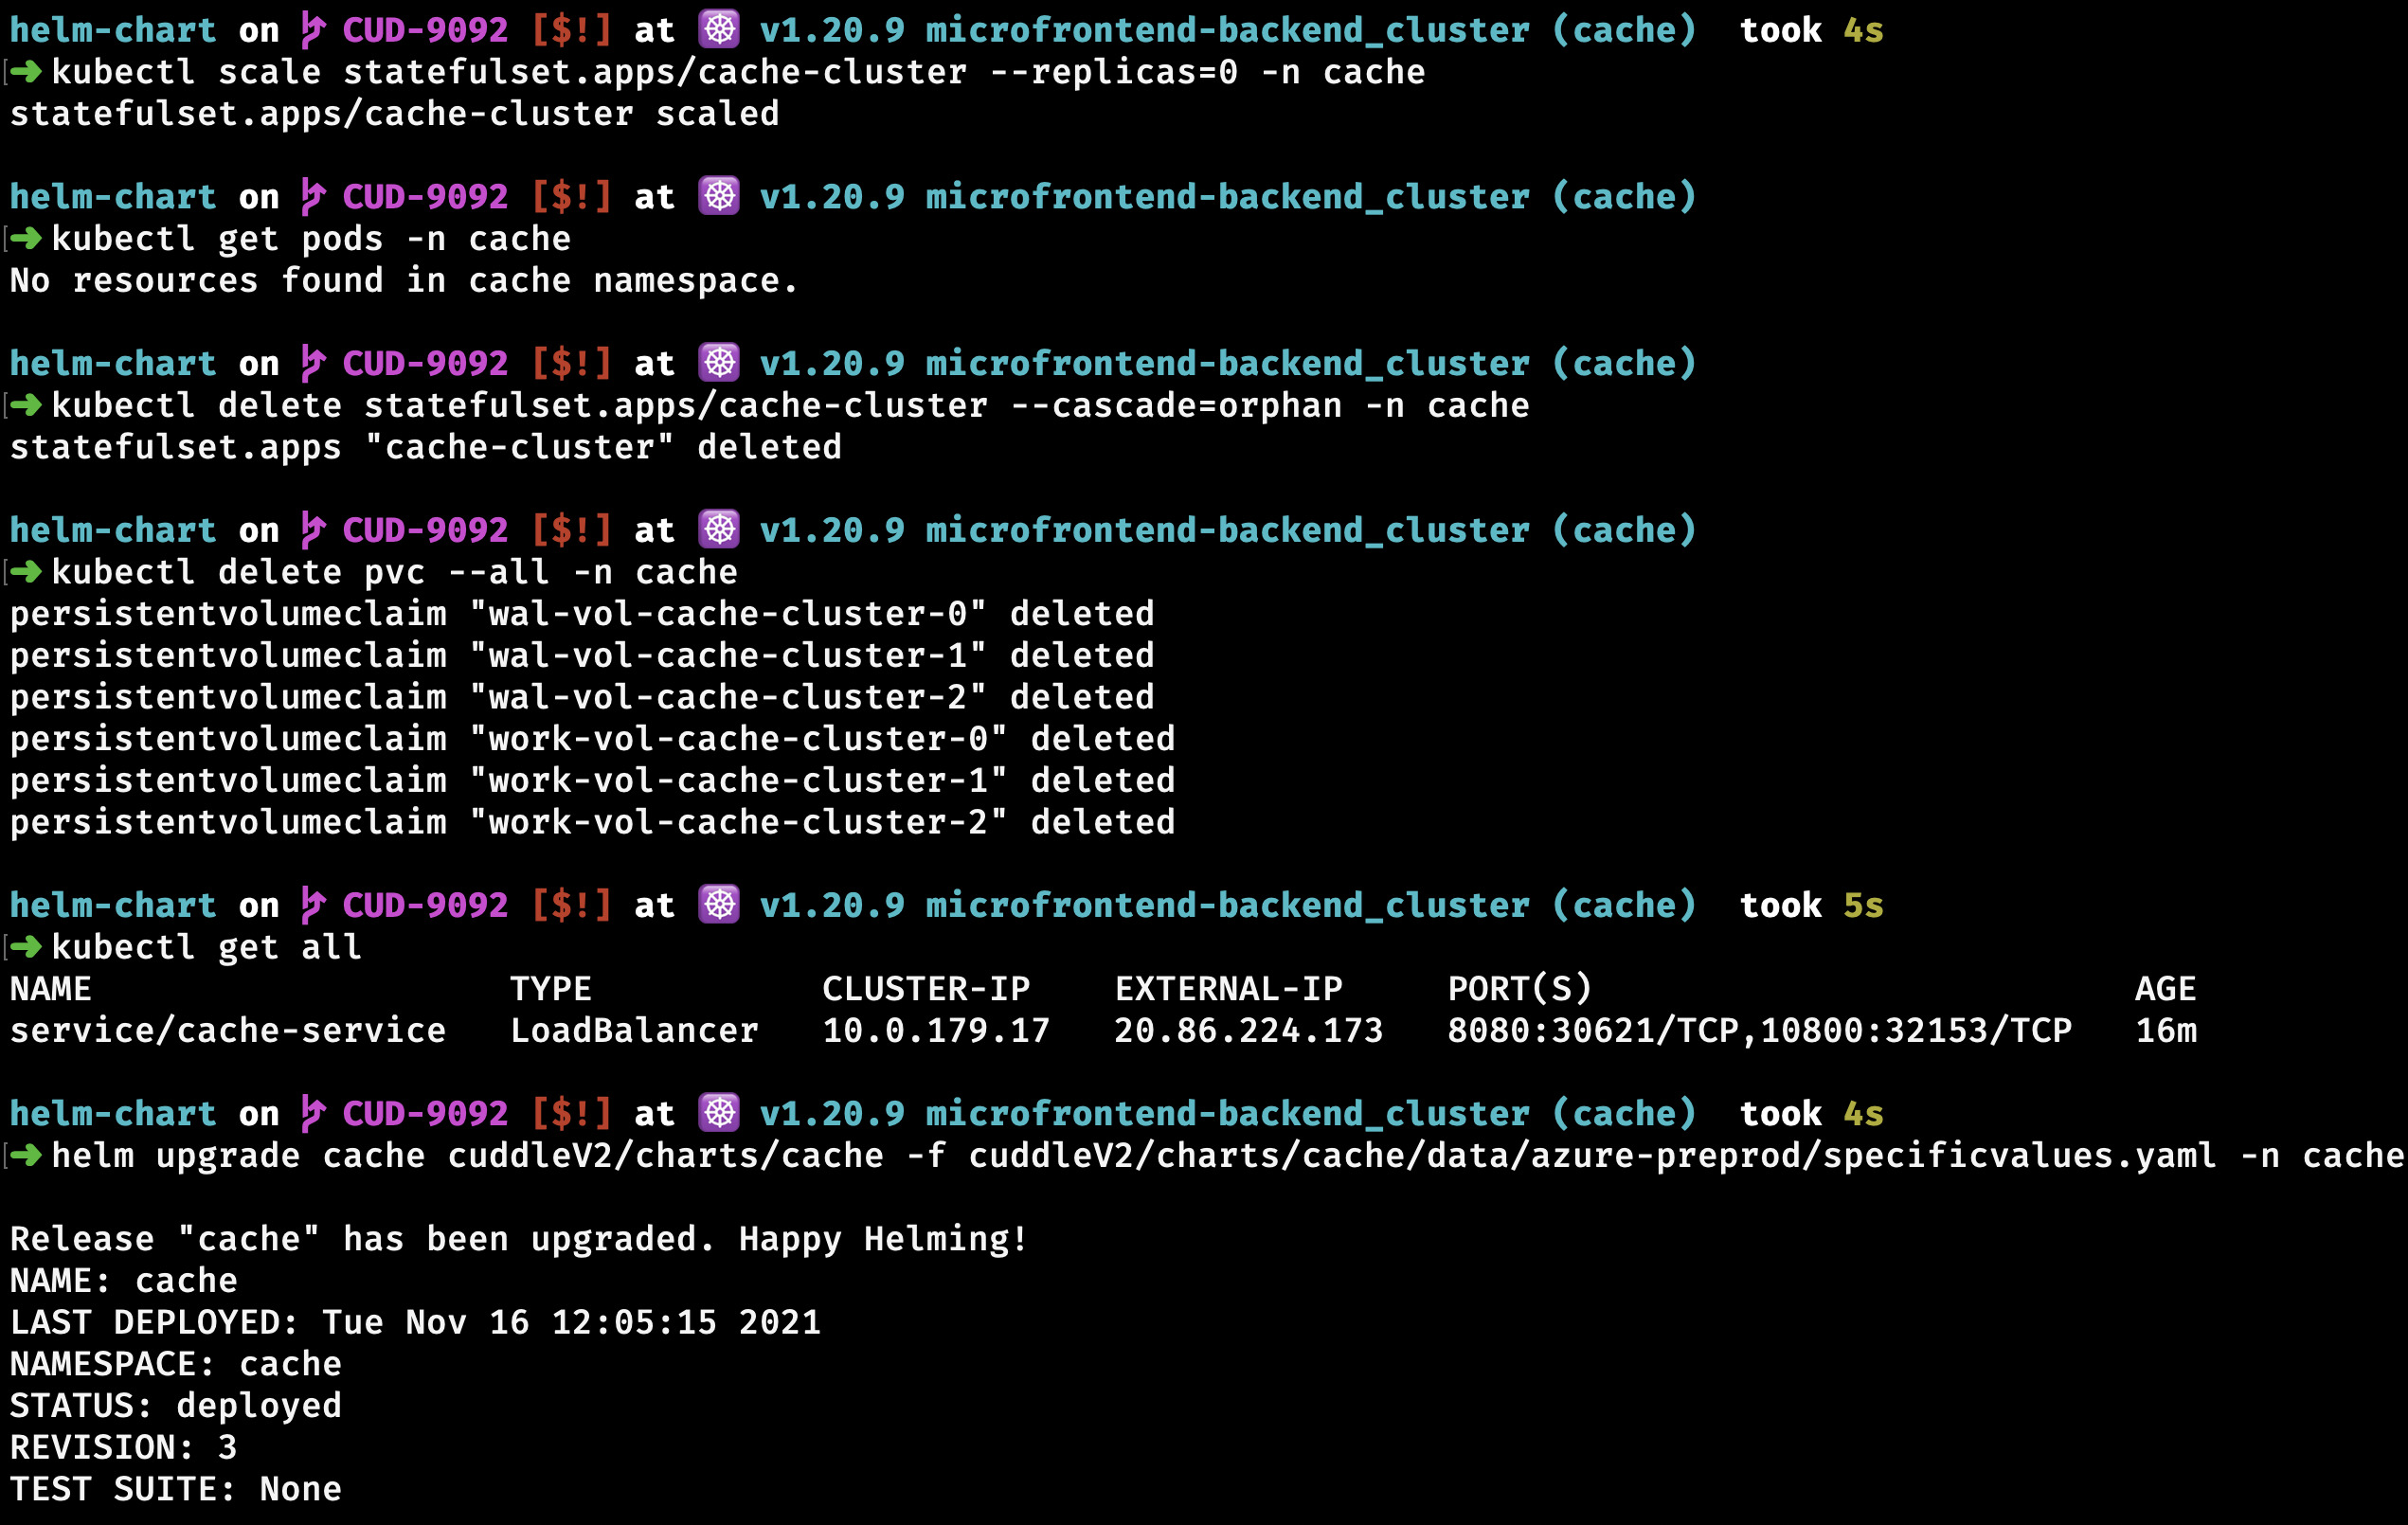 helm-chart on CUD-9092 [$!] at v1.20.9 microfrontend-backend_cluster (cache)  took 4s
➜ kubectl scale statefulset.apps/cache-cluster --replicas=0 -n cache
statefulset.apps/cache-cluster scaled
helm-chart on CUD-9092 [$!] at v1.20.9 microfrontend-backend_cluster (cache)
➜ kubectl get pods -n cache
No resources found in cache namespace.
helm-chart on CUD-9092 [$!] at v1.20.9 microfrontend-backend_cluster (cache)
➜ kubectl delete statefulset.apps/cache-cluster --cascade=orphan -n cache
statefulset.apps "cache-cluster" deleted
helm-chart on CUD-9092 [$!] at v1.20.9 microfrontend-backend_cluster (cache)
➜ kubectl delete pvc --all -n cache
persistentvolumeclaim "wal-vol-cache-cluster-0" deleted
persistentvolumeclaim "wal-vol-cache-cluster-1" deleted
persistentvolumeclaim "wal-vol-cache-cluster-2" deleted
persistentvolumeclaim "work-vol-cache-cluster-0" deleted
persistentvolumeclaim "work-vol-cache-cluster-1" deleted
persistentvolumeclaim "work-vol-cache-cluster-2" deleted
helm-chart on CUD-9092 [$!] at v1.20.9 microfrontend-backend_cluster (cache)  took 5s
➜ kubectl get all
NAME                    TYPE           CLUSTER-IP    EXTERNAL-IP     PORT(S)                          AGE
service/cache-service   LoadBalancer   10.0.179.17   20.86.224.173   8080:30621/TCP,10800:32153/TCP   16m
helm-chart on CUD-9092 [$!] at v1.20.9 microfrontend-backend_cluster (cache)  took 4s
➜ helm upgrade cache cuddleV2/charts/cache -f cuddleV2/charts/cache/data/azure-preprod/specificvalues.yaml -n cache
Release "cache" has been upgraded. Happy Helming!
NAME: cache
LAST DEPLOYED: Tue Nov 16 12:05:15 2021
NAMESPACE: cache
STATUS: deployed
REVISION: 3
TEST SUITE: None